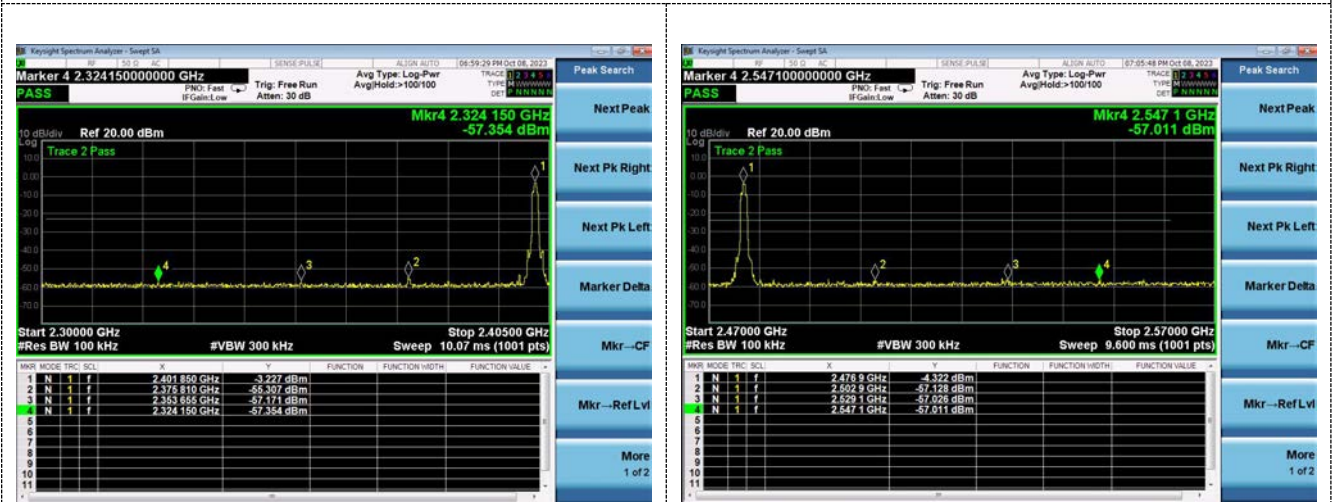 Keysight Spectrum Analyzer - Swept SA
RF 50 Ω AC SENSE:PULSE ALIGN AUTO 06:59:29 PM Oct 08, 2023
Marker 4 2.324150000000 GHz
PNO: Fast
IFGain:Low
Trig: Free Run
Atten: 30 dB
Avg Type: Log-Pwr
Avg|Hold:>100/100
TRACE 1 2 3 4 5 6
TYPE
DET P N N N N N
PASS
Mkr4 2.324 150 GHz
-57.354 dBm
10 dB/div Ref 20.00 dBm
Log
Trace 2 Pass
10.0
0.00
-10.0
-20.0
-30.0
-40.0
-50.0
-60.0
-70.0
1
2
3
4
Start 2.30000 GHz Stop 2.40500 GHz
#Res BW 100 kHz #VBW 300 kHz Sweep 10.07 ms (1001 pts)
MKR MODE TRC SCL X Y FUNCTION FUNCTION WIDTH FUNCTION VALUE
1 N 1 f 2.401 850 GHz -3.227 dBm
2 N 1 f 2.375 810 GHz -55.307 dBm
3 N 1 f 2.353 655 GHz -57.171 dBm
4 N 1 f 2.324 150 GHz -57.354 dBm
5
6
7
8
9
10
11
Peak Search
Next Peak
Next Pk Right
Next Pk Left
Marker Delta
Mkr→CF
Mkr→Ref Lvl
More
1 of 2
Keysight Spectrum Analyzer - Swept SA
RF 50 Ω AC SENSE:PULSE ALIGN AUTO 07:05:48 PM Oct 08, 2023
Marker 4 2.547100000000 GHz
PNO: Fast
IFGain:Low
Trig: Free Run
Atten: 30 dB
Avg Type: Log-Pwr
Avg|Hold:>100/100
TRACE 1 2 3 4 5 6
TYPE
DET P N N N N N
PASS
Mkr4 2.547 1 GHz
-57.011 dBm
10 dB/div Ref 20.00 dBm
Log
Trace 2 Pass
10.0
0.00
-10.0
-20.0
-30.0
-40.0
-50.0
-60.0
-70.0
1
2
3
4
Start 2.47000 GHz Stop 2.57000 GHz
#Res BW 100 kHz #VBW 300 kHz Sweep 9.600 ms (1001 pts)
MKR MODE TRC SCL X Y FUNCTION FUNCTION WIDTH FUNCTION VALUE
1 N 1 f 2.476 9 GHz -4.322 dBm
2 N 1 f 2.502 9 GHz -57.128 dBm
3 N 1 f 2.529 1 GHz -57.026 dBm
4 N 1 f 2.547 1 GHz -57.011 dBm
5
6
7
8
9
10
11
Peak Search
Next Peak
Next Pk Right
Next Pk Left
Marker Delta
Mkr→CF
Mkr→Ref Lvl
More
1 of 2